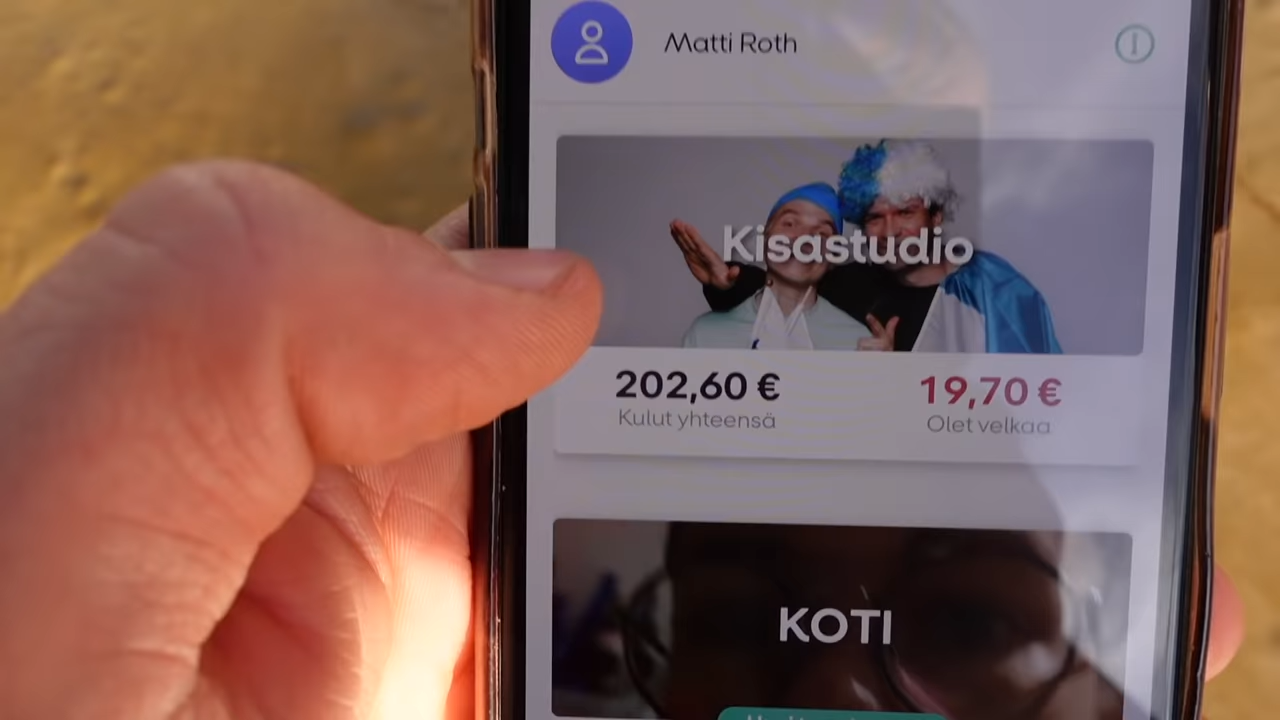 Matti Roth
Kisastudio
202,60 € 19,70 €
Kulut yhteensä Olet velkaa
KOTI